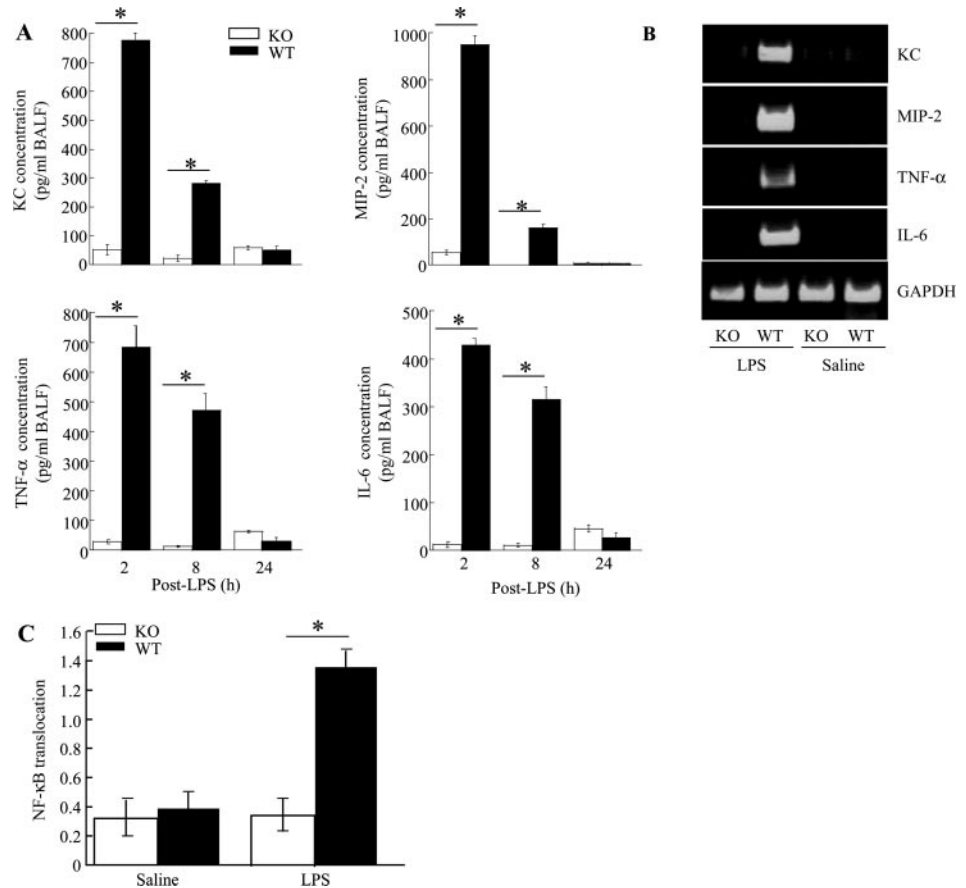 A
KO
WT
KC concentration
(pg/ml BALF)
800
700
600
500
400
300
200
100
0
*
*
MIP-2 concentration
(pg/ml BALF)
1000
800
600
400
200
0
*
*
TNF-α concentration
(pg/ml BALF)
800
700
600
500
400
300
200
100
0
*
*
2
8
24
Post-LPS (h)
IL-6 concentration
(pg/ml BALF)
500
400
300
200
100
0
*
*
2
8
24
Post-LPS (h)
B
KC
MIP-2
TNF-α
IL-6
GAPDH
KO WT KO WT
LPS Saline
C
KO
WT
NF-κB translocation
1.6
1.4
1.2
1.0
0.8
0.6
0.4
0.2
0
*
Saline
LPS